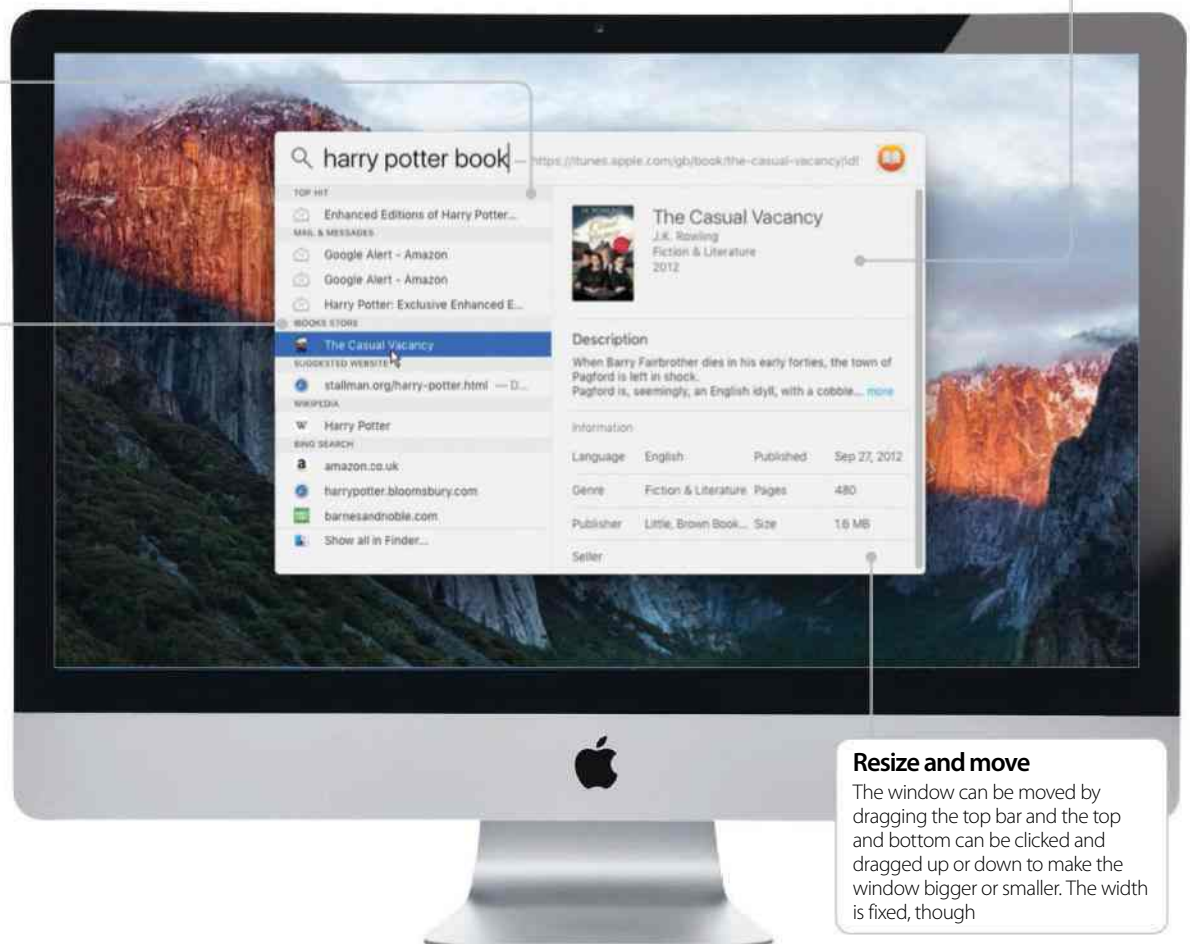 harry potter book — https://itunes.apple.com/gb/book/the-casual-vacancy/id
TOP HIT
Enhanced Editions of Harry Potter...
MAIL & MESSAGES
Google Alert - Amazon
Google Alert - Amazon
Harry Potter: Exclusive Enhanced E...
IBOOKS STORE
The Casual Vacancy
SUGGESTED WEBSITE
stallman.org/harry-potter.html — D...
WIKIPEDIA
W Harry Potter
BING SEARCH
a amazon.co.uk
harrypotter.bloomsbury.com
barnesandnoble.com
Show all in Finder...
The Casual Vacancy
J.K. Rowling
Fiction & Literature
2012
Description
When Barry Fairbrother dies in his early forties, the town of
Pagford is left in shock.
Pagford is, seemingly, an English idyll, with a cobble... more
Information
Language English Published Sep 27, 2012
Genre Fiction & Literature Pages 480
Publisher Little, Brown Book... Size 1.6 MB
Seller
Resize and move
The window can be moved by
dragging the top bar and the top
and bottom can be clicked and
dragged up or down to make the
window bigger or smaller. The width
is fixed, though